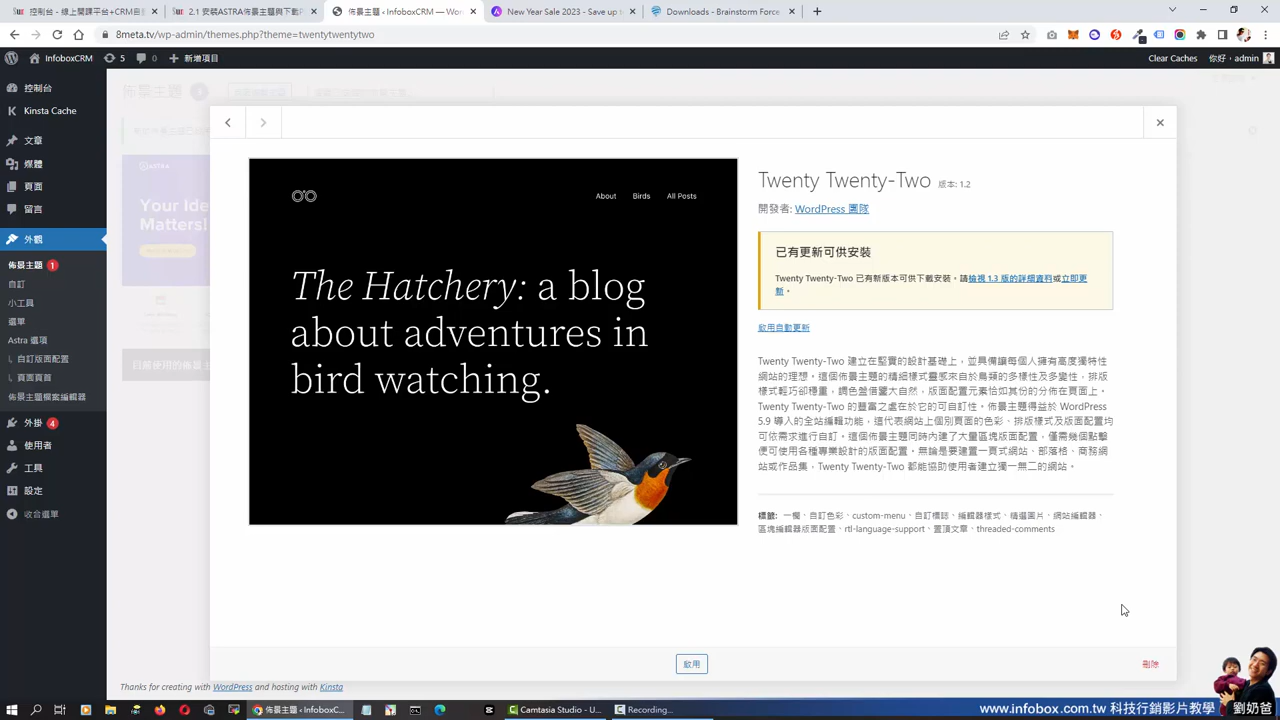 控制台 ‹ 一站式線上開課平台+CRM自動
2.1 安裝ASTRA佈景主題與下載P
佈景主題 ‹ InfoboxCRM — Wo
New Year Sale 2023 - Save up t
Downloads - Brainstorm Force
8meta.tv/wp-admin/themes.php?theme=twentytwentytwo
InfoboxCRM
5
0
新增項目
Clear Caches
你好，admin
控制台
Kinsta Cache
文章
媒體
頁面
留言
外觀
佈景主題 1
自訂
小工具
選單
Astra 選項
自訂版面配置
頁面頁首
佈景主題檔案編輯器
外掛 4
使用者
工具
設定
收合選單
佈景主題
ASTRA
Your Ide
Matters!
已經使用的佈景
About
Birds
All Posts
The Hatchery: a blog
about adventures in
bird watching.
Twenty Twenty-Two 版本: 1.2
開發者: WordPress 團隊
已有更新可供安裝
Twenty Twenty-Two 已有新版本可供下載安裝。請檢視 1.3 版的詳細資料或立即更
新。
啟用自動更新
Twenty Twenty-Two 建立在堅實的設計基礎上，並具備讓每個人擁有高度獨特性
網站的理想。這個佈景主題的精細樣式靈感來自於鳥類的多樣性及多變性，排版
樣式輕巧卻穩重，調色盤借鑒大自然，版面配置元素恰如其份的分佈在頁面上。
Twenty Twenty-Two 的豐富之處在於它的可自訂性。佈景主題得益於 WordPress
5.9 導入的全站編輯功能，這代表網站上個別頁面的色彩、排版樣式及版面配置均
可依需求進行自訂。這個佈景主題同時內建了大量區塊版面配置，僅需幾個點擊
便可使用各種專業設計的版面配置。無論是要建置一頁式網站、部落格、商務網
站或作品集，Twenty Twenty-Two 都能協助使用者建立獨一無二的網站。
標籤: 一欄、自訂色彩、custom-menu、自訂標誌、編輯器樣式、精選圖片、網站編輯器、
區塊編輯器版面配置、rtl-language-support、置頂文章、threaded-comments
啟用
刪除
Thanks for creating with WordPress and hosting with Kinsta
佈景主題 ‹ InfoboxC...
Camtasia Studio - U...
Recording...
www.infobox.com.tw 科技行銷影片教學
劉奶爸